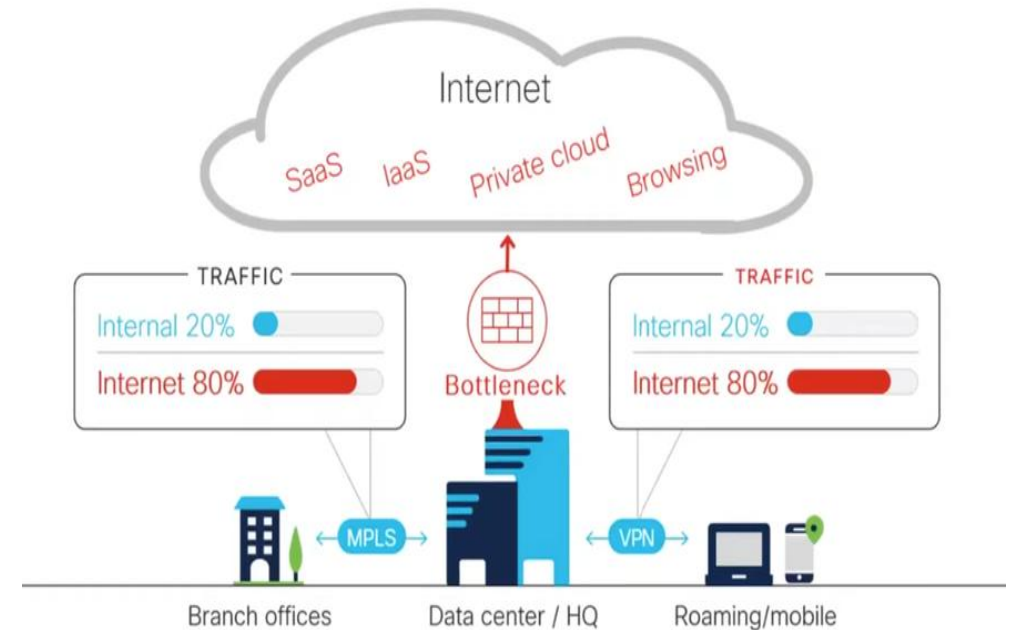 Internet
SaaS
IaaS
Private cloud
Browsing
TRAFFIC
Internal 20%
Internet 80%
Bottleneck
TRAFFIC
Internal 20%
Internet 80%
MPLS
VPN
Branch offices
Data center / HQ
Roaming/mobile